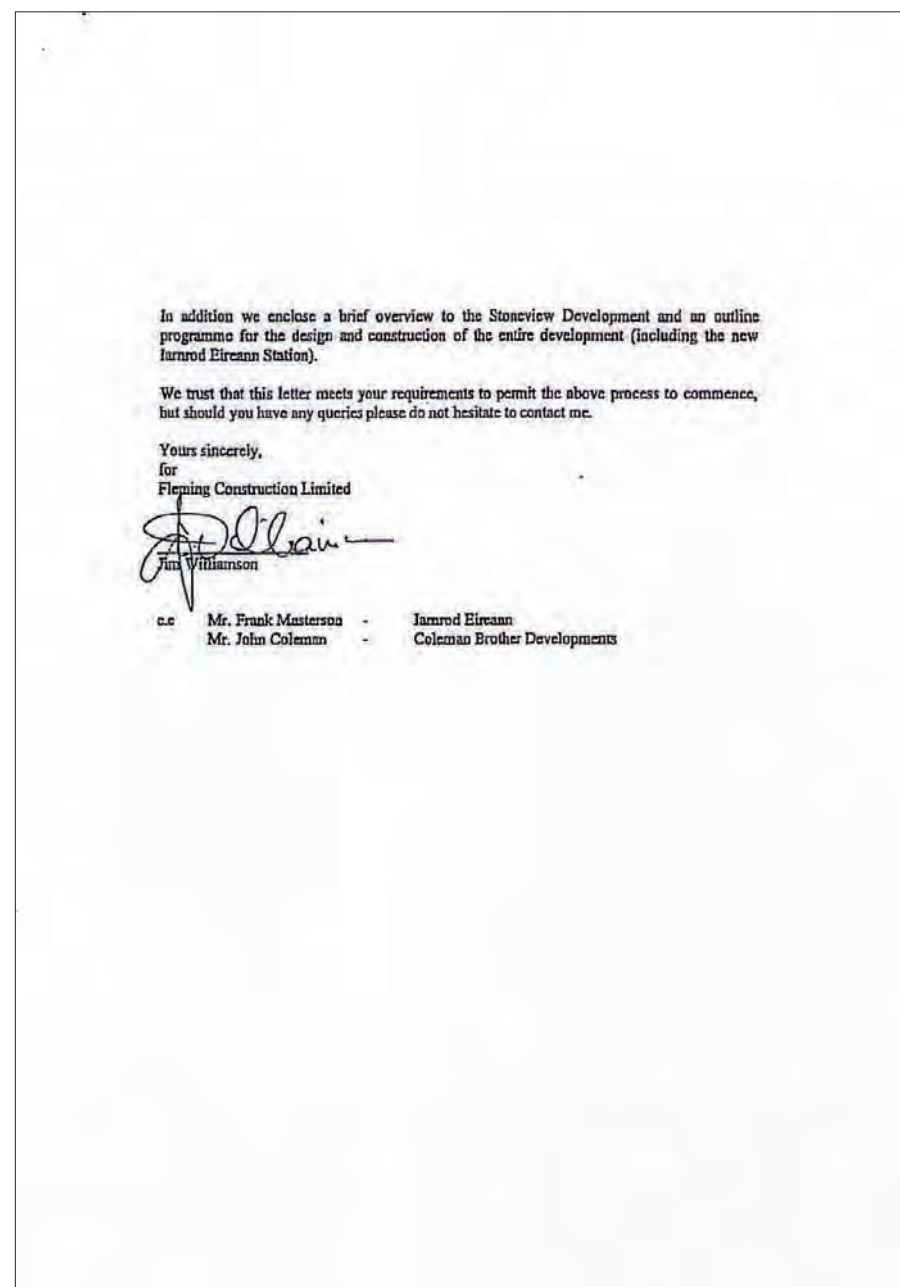 In addition we enclose a brief overview to the Stoneview Development and an outline
programme for the design and construction of the entire development (including the new
Iarnrod Eireann Station).
We trust that this letter meets your requirements to permit the above process to commence,
but should you have any queries please do not hesitate to contact me.
Yours sincerely,
for
Fleming Construction Limited
Jim Williamson
c.c Mr. Frank Masterson - Iarnrod Eireann
Mr. John Coleman - Coleman Brother Developments